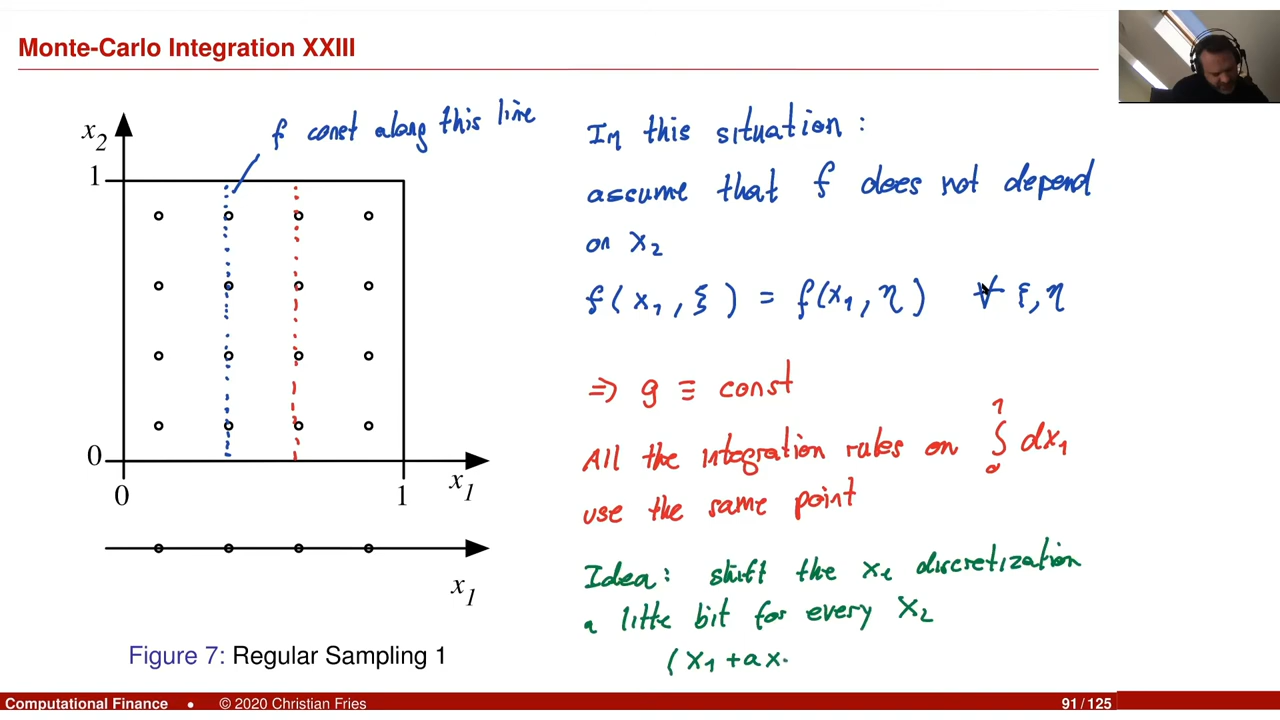 Monte-Carlo Integration XXIII
f const along this line
x2
1
0
0
1
x1
x1
Figure 7: Regular Sampling 1
In this situation:
assume that f does not depend
on x2
f(x1, ξ) = f(x1, η) ∀ ξ, η
⇒ g ≡ const
All the integration rules on ∫₀¹ dx1
use the same point
Idea: shift the x1 discretization
a little bit for every x2
(x1 + ax
Computational Finance • © 2020 Christian Fries 91 / 125